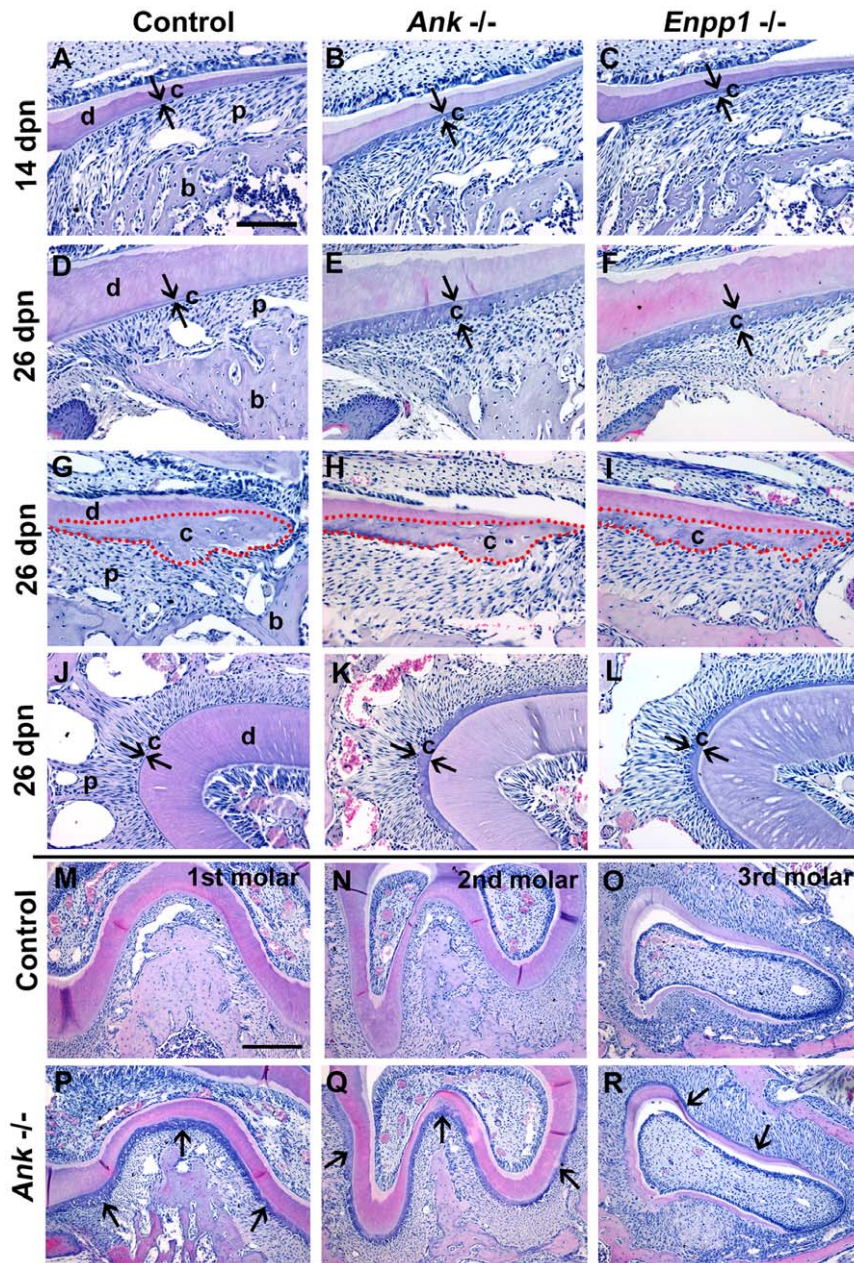 Control Ank -/- Enpp1 -/-
14 dpn
A B C
c c c
d p
b
26 dpn
D E F
c c c
d p
b
26 dpn
G H I
d
c c c
p
b
26 dpn
J K L
c c c
d
p
Control
M 1st molar N 2nd molar O 3rd molar
Ank -/-
P Q R